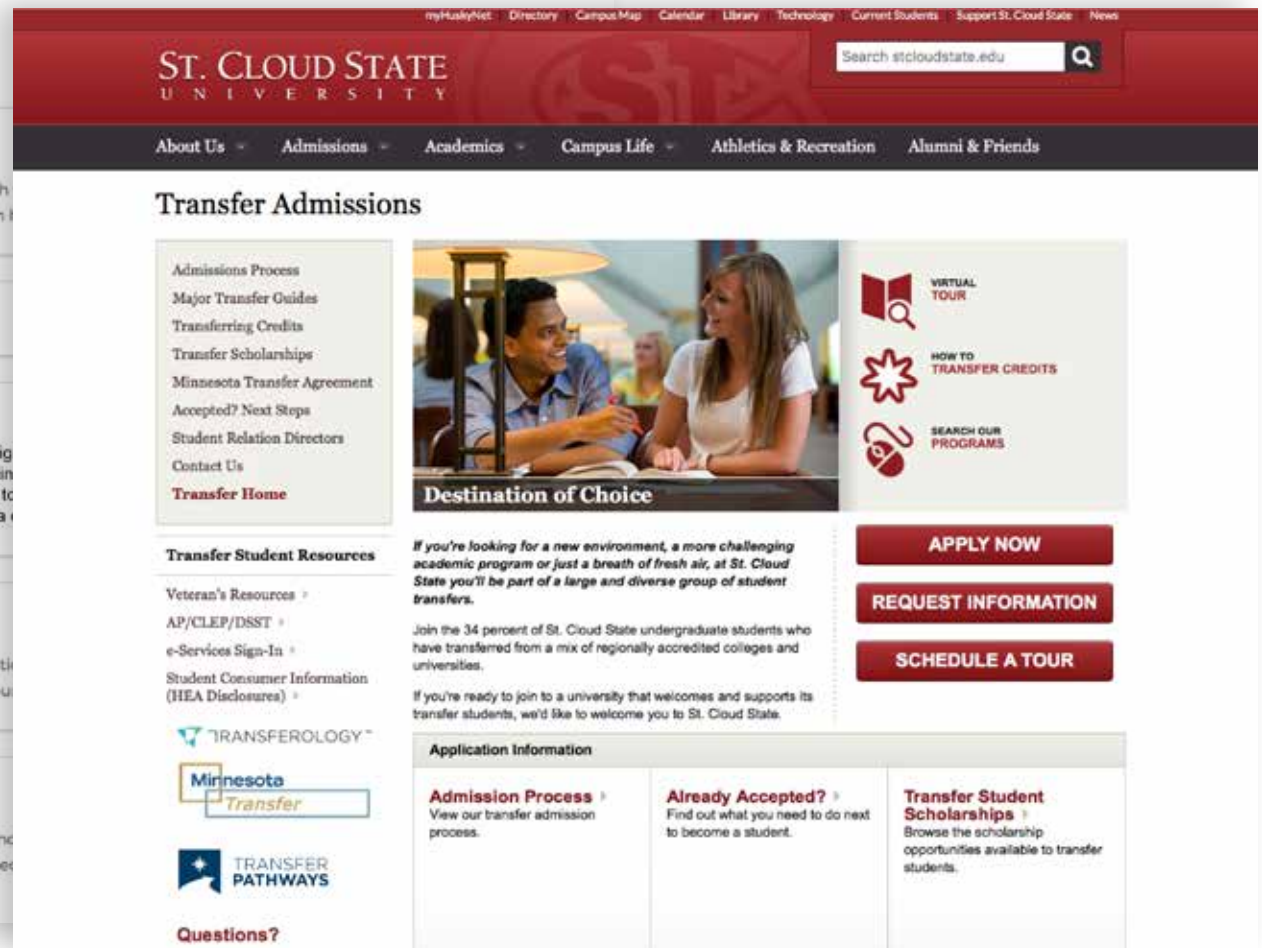 myHuskyNet Directory Campus Map Calendar Library Technology Current Students Support St. Cloud State News
ST. CLOUD STATE
UNIVERSITY
Search stcloudstate.edu
About Us Admissions Academics Campus Life Athletics & Recreation Alumni & Friends
Transfer Admissions
Admissions Process
Major Transfer Guides
Transferring Credits
Transfer Scholarships
Minnesota Transfer Agreement
Accepted? Next Steps
Student Relation Directors
Contact Us
Transfer Home
Transfer Student Resources
Veteran's Resources
AP/CLEP/DSST
e-Services Sign-In
Student Consumer Information
(HEA Disclosures)
TRANSFEROLOGY™
Minnesota
Transfer
TRANSFER
PATHWAYS
Questions?
Destination of Choice
VIRTUAL
TOUR
HOW TO
TRANSFER CREDITS
SEARCH OUR
PROGRAMS
If you're looking for a new environment, a more challenging
academic program or just a breath of fresh air, at St. Cloud
State you'll be part of a large and diverse group of student
transfers.
Join the 34 percent of St. Cloud State undergraduate students who
have transferred from a mix of regionally accredited colleges and
universities.
If you're ready to join to a university that welcomes and supports its
transfer students, we'd like to welcome you to St. Cloud State.
APPLY NOW
REQUEST INFORMATION
SCHEDULE A TOUR
Application Information
Admission Process
View our transfer admission
process.
Already Accepted?
Find out what you need to do next
to become a student.
Transfer Student
Scholarships
Browse the scholarship
opportunities available to transfer
students.